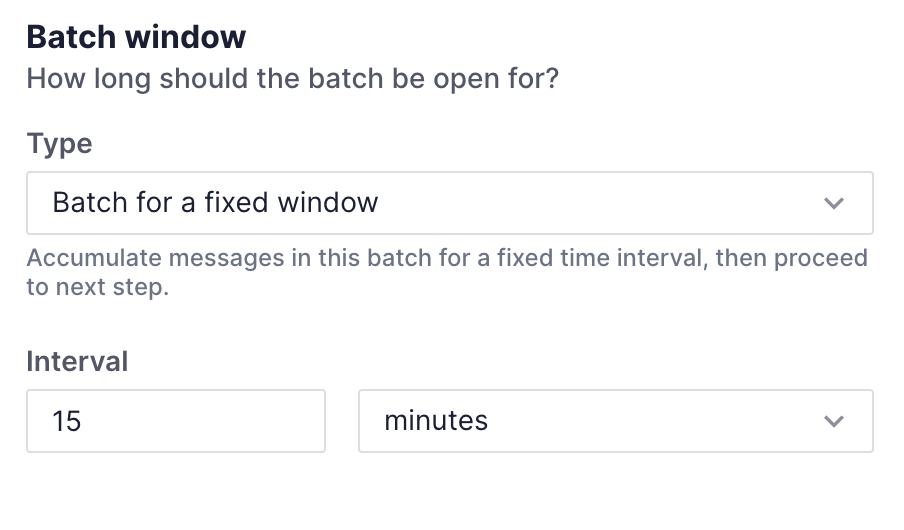 Batch window
How long should the batch be open for?
Type
Batch for a fixed window
Accumulate messages in this batch for a fixed time interval, then proceed
to next step.
Interval
15
minutes